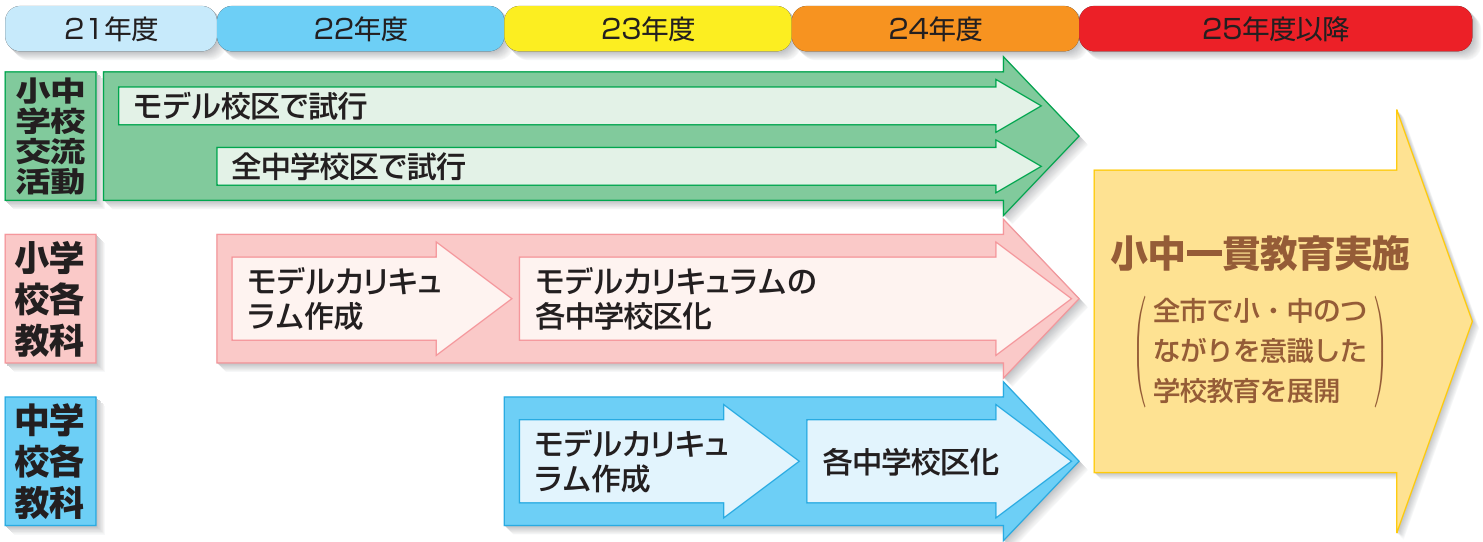 21年度
22年度
23年度
24年度
25年度以降
小中
学校
交流
活動
モデル校区で試行
全中学校区で試行
小学
校各
教科
モデルカリキュ
ラム作成
モデルカリキュラムの
各中学校区化
中学
校各
教科
モデルカリキュ
ラム作成
各中学校区化
小中一貫教育実施
(全市で小・中のつ
ながりを意識した
学校教育を展開)